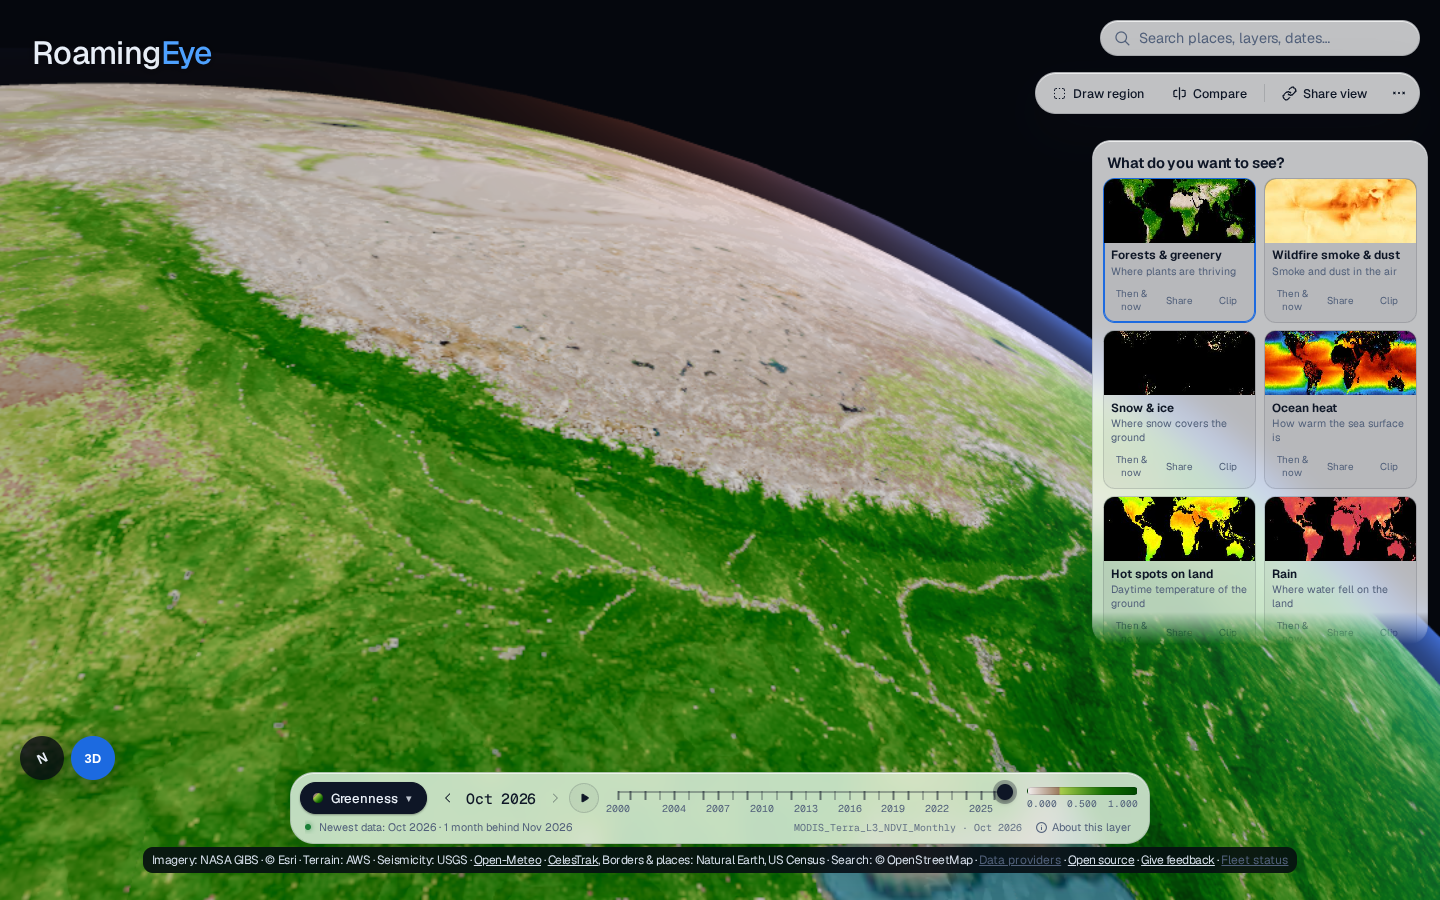 RoamingEye
Search places, layers, dates...
Draw region
Compare
Share view
What do you want to see?
Forests & greenery
Where plants are thriving
Then & now
Share
Clip
Wildfire smoke & dust
Smoke and dust in the air
Then & now
Share
Clip
Snow & ice
Where snow covers the ground
Then & now
Share
Clip
Ocean heat
How warm the sea surface is
Then & now
Share
Clip
Hot spots on land
Daytime temperature of the ground
Then &
Share
Clip
Rain
Where water fell on the land
Then &
Share
Clip
N
3D
Greenness
Oct 2026
2000 2004 2007 2010 2013 2016 2019 2022 2025
0.000 0.500 1.000
Newest data: Oct 2026 · 1 month behind Nov 2026
MODIS_Terra_L3_NDVI_Monthly · Oct 2026
About this layer
Imagery: NASA GIBS · © Esri · Terrain: AWS · Seismicity: USGS · Open-Meteo · CelesTrak, Borders & places: Natural Earth, US Census · Search: © OpenStreetMap · Data providers · Open source · Give feedback · Fleet status